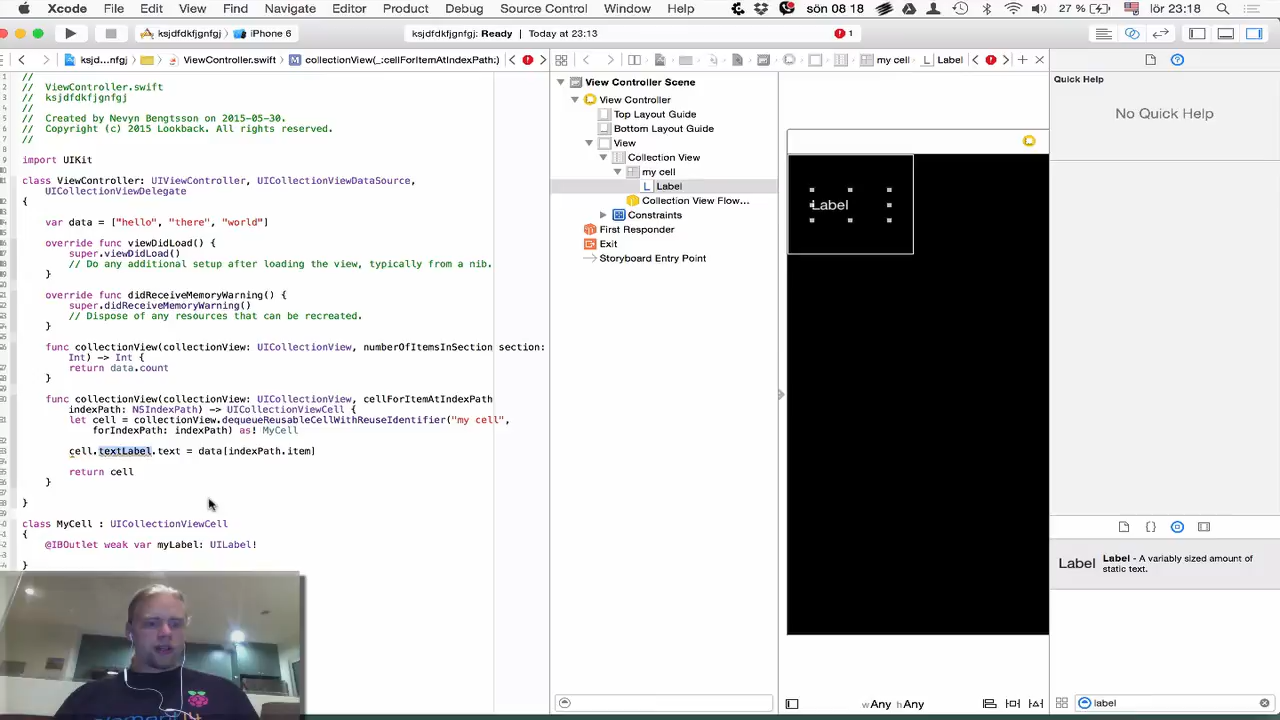 Xcode File Edit View Find Navigate Editor Product Debug Source Control Window Help sön 08 18 27 % lör 23:18
ksjdfdkfjgnfgj iPhone 6 ksjdfdkfjgnfgj: Ready | Today at 23:13 1
ksjd...nfgj ViewController.swift collectionView(_:cellForItemAtIndexPath:)
my cell L Label
//
// ViewController.swift
// ksjdfdkfjgnfgj
//
// Created by Nevyn Bengtsson on 2015-05-30.
// Copyright (c) 2015 Lookback. All rights reserved.
//
import UIKit
class ViewController: UIViewController, UICollectionViewDataSource,
UICollectionViewDelegate
{
var data = ["hello", "there", "world"]
override func viewDidLoad() {
super.viewDidLoad()
// Do any additional setup after loading the view, typically from a nib.
}
override func didReceiveMemoryWarning() {
super.didReceiveMemoryWarning()
// Dispose of any resources that can be recreated.
}
func collectionView(collectionView: UICollectionView, numberOfItemsInSection section:
Int) -> Int {
return data.count
}
func collectionView(collectionView: UICollectionView, cellForItemAtIndexPath
indexPath: NSIndexPath) -> UICollectionViewCell {
let cell = collectionView.dequeueReusableCellWithReuseIdentifier("my cell",
forIndexPath: indexPath) as! MyCell
cell.textLabel.text = data[indexPath.item]
return cell
}
}
class MyCell : UICollectionViewCell
{
@IBOutlet weak var myLabel: UILabel!
}
View Controller Scene
View Controller
Top Layout Guide
Bottom Layout Guide
View
Collection View
my cell
L Label
Collection View Flow...
Constraints
First Responder
Exit
Storyboard Entry Point
Label
wAny hAny
Quick Help
No Quick Help
Label Label - A variably sized amount of
static text.
label